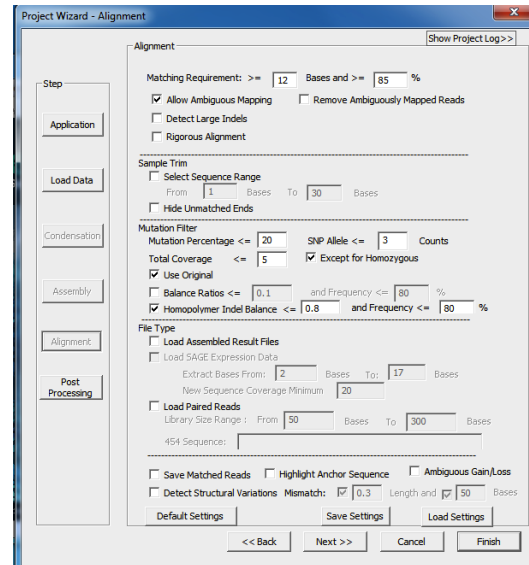 Project Wizard - Alignment
Show Project Log>>
Alignment
Matching Requirement: >= 12 Bases and >= 85 %
Allow Ambiguous Mapping Remove Ambiguously Mapped Reads
Detect Large Indels
Rigorous Alignment
Step
Application
Load Data
Condensation
Assembly
Alignment
Post
Processing
Sample Trim
Select Sequence Range
From 1 Bases To 30 Bases
Hide Unmatched Ends
Mutation Filter
Mutation Percentage <= 20 SNP Allele <= 3 Counts
Total Coverage <= 5 Except for Homozygous
Use Original
Balance Ratios <= 0.1 and Frequency <= 80 %
Homopolymer Indel Balance <= 0.8 and Frequency <= 80 %
File Type
Load Assembled Result Files
Load SAGE Expression Data
Extract Bases From: 2 Bases To: 17 Bases
New Sequence Coverage Minimum 20
Load Paired Reads
Library Size Range : From 50 Bases To 300 Bases
454 Sequence:
Save Matched Reads Highlight Anchor Sequence Ambiguous Gain/Loss
Detect Structural Variations Mismatch: 0.3 Length and 50 Bases
Default Settings Save Settings Load Settings
<< Back Next >> Cancel Finish